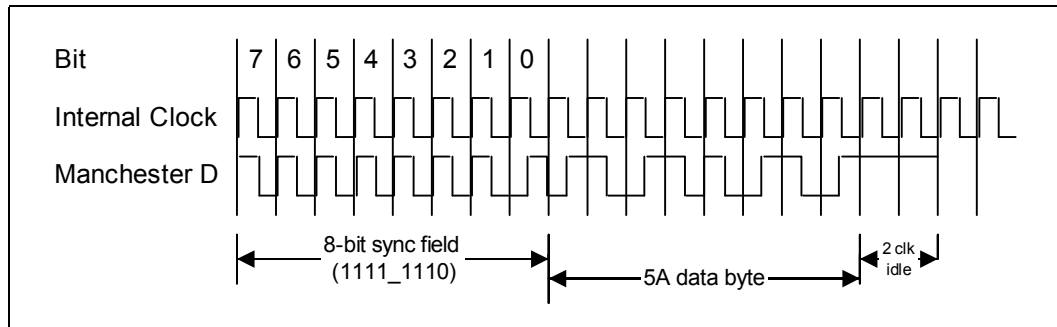 Bit 7 6 5 4 3 2 1 0
Internal Clock
Manchester D
8-bit sync field
(1111_1110)
5A data byte
2 clk
idle